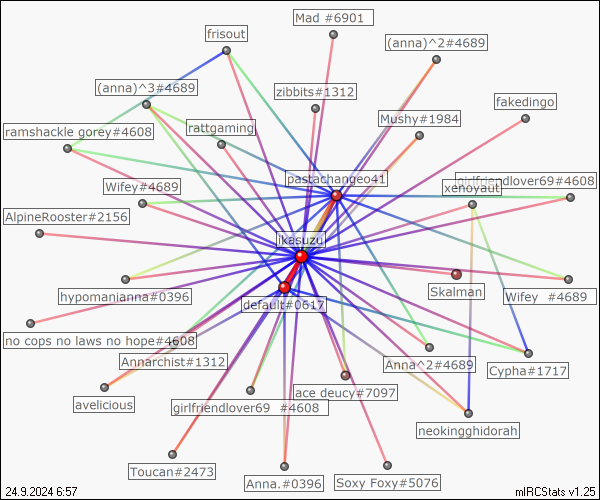 Mad #6901
frisout
(anna)^2#4689
(anna)^3#4689
zibbits#1312
fakedingo
Mushy#1984
ramshackle gorey#4608
rattgaming
pastachangeo41
girlfriendlover69#4608
Wifey#4689
xenoyaut
AlpineRooster#2156
ikasuzu
hypomanianna#0396
Skalman
Wifey #4689
default#0617
no cops no laws no hope#4608
Annarchist#1312
Anna^2#4689
Cypha#1717
ace deucy#7097
avelicious
girlfriendlover69 #4608
neokingghidorah
Toucan#2473
Anna.#0396
Soxy Foxy#5076
24.9.2024 6:57
mIRCStats v1.25